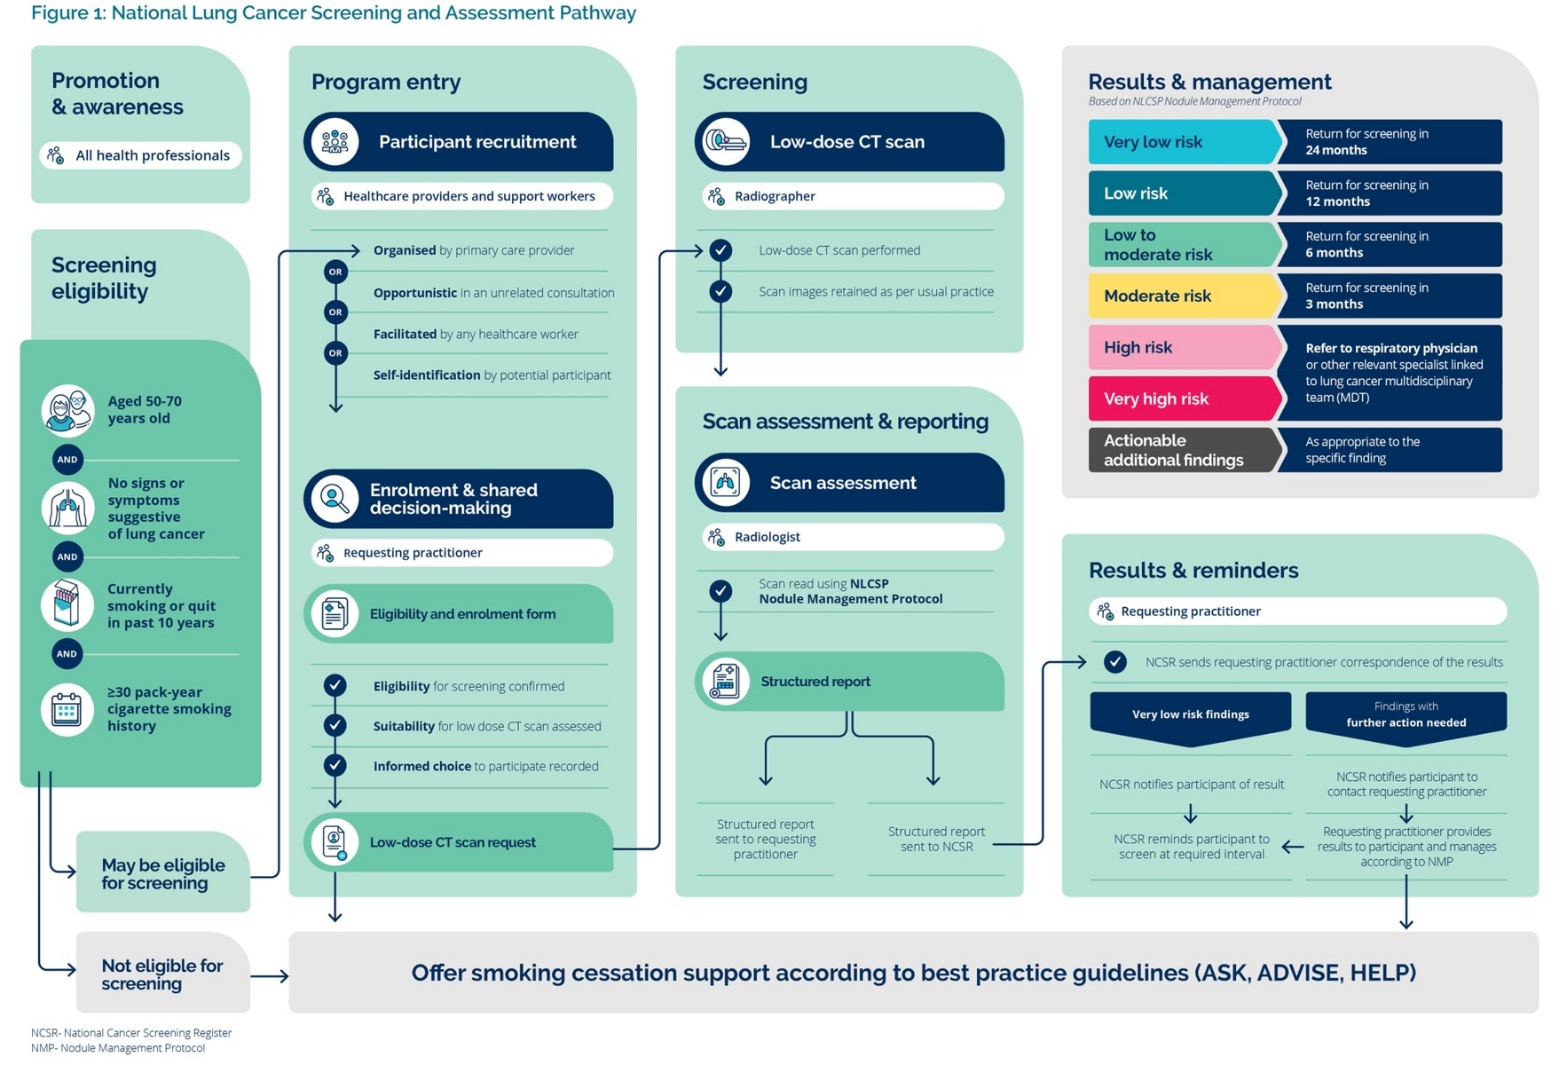 Figure 1: National Lung Cancer Screening and Assessment Pathway
Promotion
& awareness
All health professionals
Screening
eligibility
Aged 50-70
years old
AND
No signs or
symptoms
suggestive
of lung cancer
AND
Currently
smoking or quit
in past 10 years
AND
≥30 pack-year
cigarette smoking
history
May be eligible
for screening
Not eligible for
screening
Program entry
Participant recruitment
Healthcare providers and support workers
Organised by primary care provider
OR
Opportunistic in an unrelated consultation
OR
Facilitated by any healthcare worker
OR
Self-identification by potential participant
Enrolment & shared
decision-making
Requesting practitioner
Eligibility and enrolment form
Eligibility for screening confirmed
Suitability for low dose CT scan assessed
Informed choice to participate recorded
Low-dose CT scan request
Screening
Low-dose CT scan
Radiographer
Low-dose CT scan performed
Scan images retained as per usual practice
Scan assessment & reporting
Scan assessment
Radiologist
Scan read using NLCSP
Nodule Management Protocol
Structured report
Structured report
sent to requesting
practitioner
Structured report
sent to NCSR
Results & management
Based on NLCSP Nodule Management Protocol
Very low risk
Return for screening in
24 months
Low risk
Return for screening in
12 months
Low to
moderate risk
Return for screening in
6 months
Moderate risk
Return for screening in
3 months
High risk
Very high risk
Refer to respiratory physician
or other relevant specialist linked
to lung cancer multidisciplinary
team (MDT)
Actionable
additional findings
As appropriate to the
specific finding
Results & reminders
Requesting practitioner
NCSR sends requesting practitioner correspondence of the results
Very low risk findings
NCSR notifies participant of result
NCSR reminds participant to
screen at required interval
Findings with
further action needed
NCSR notifies participant to
contact requesting practitioner
Requesting practitioner provides
results to participant and manages
according to NMP
Offer smoking cessation support according to best practice guidelines (ASK, ADVISE, HELP)
NCSR- National Cancer Screening Register
NMP- Nodule Management Protocol